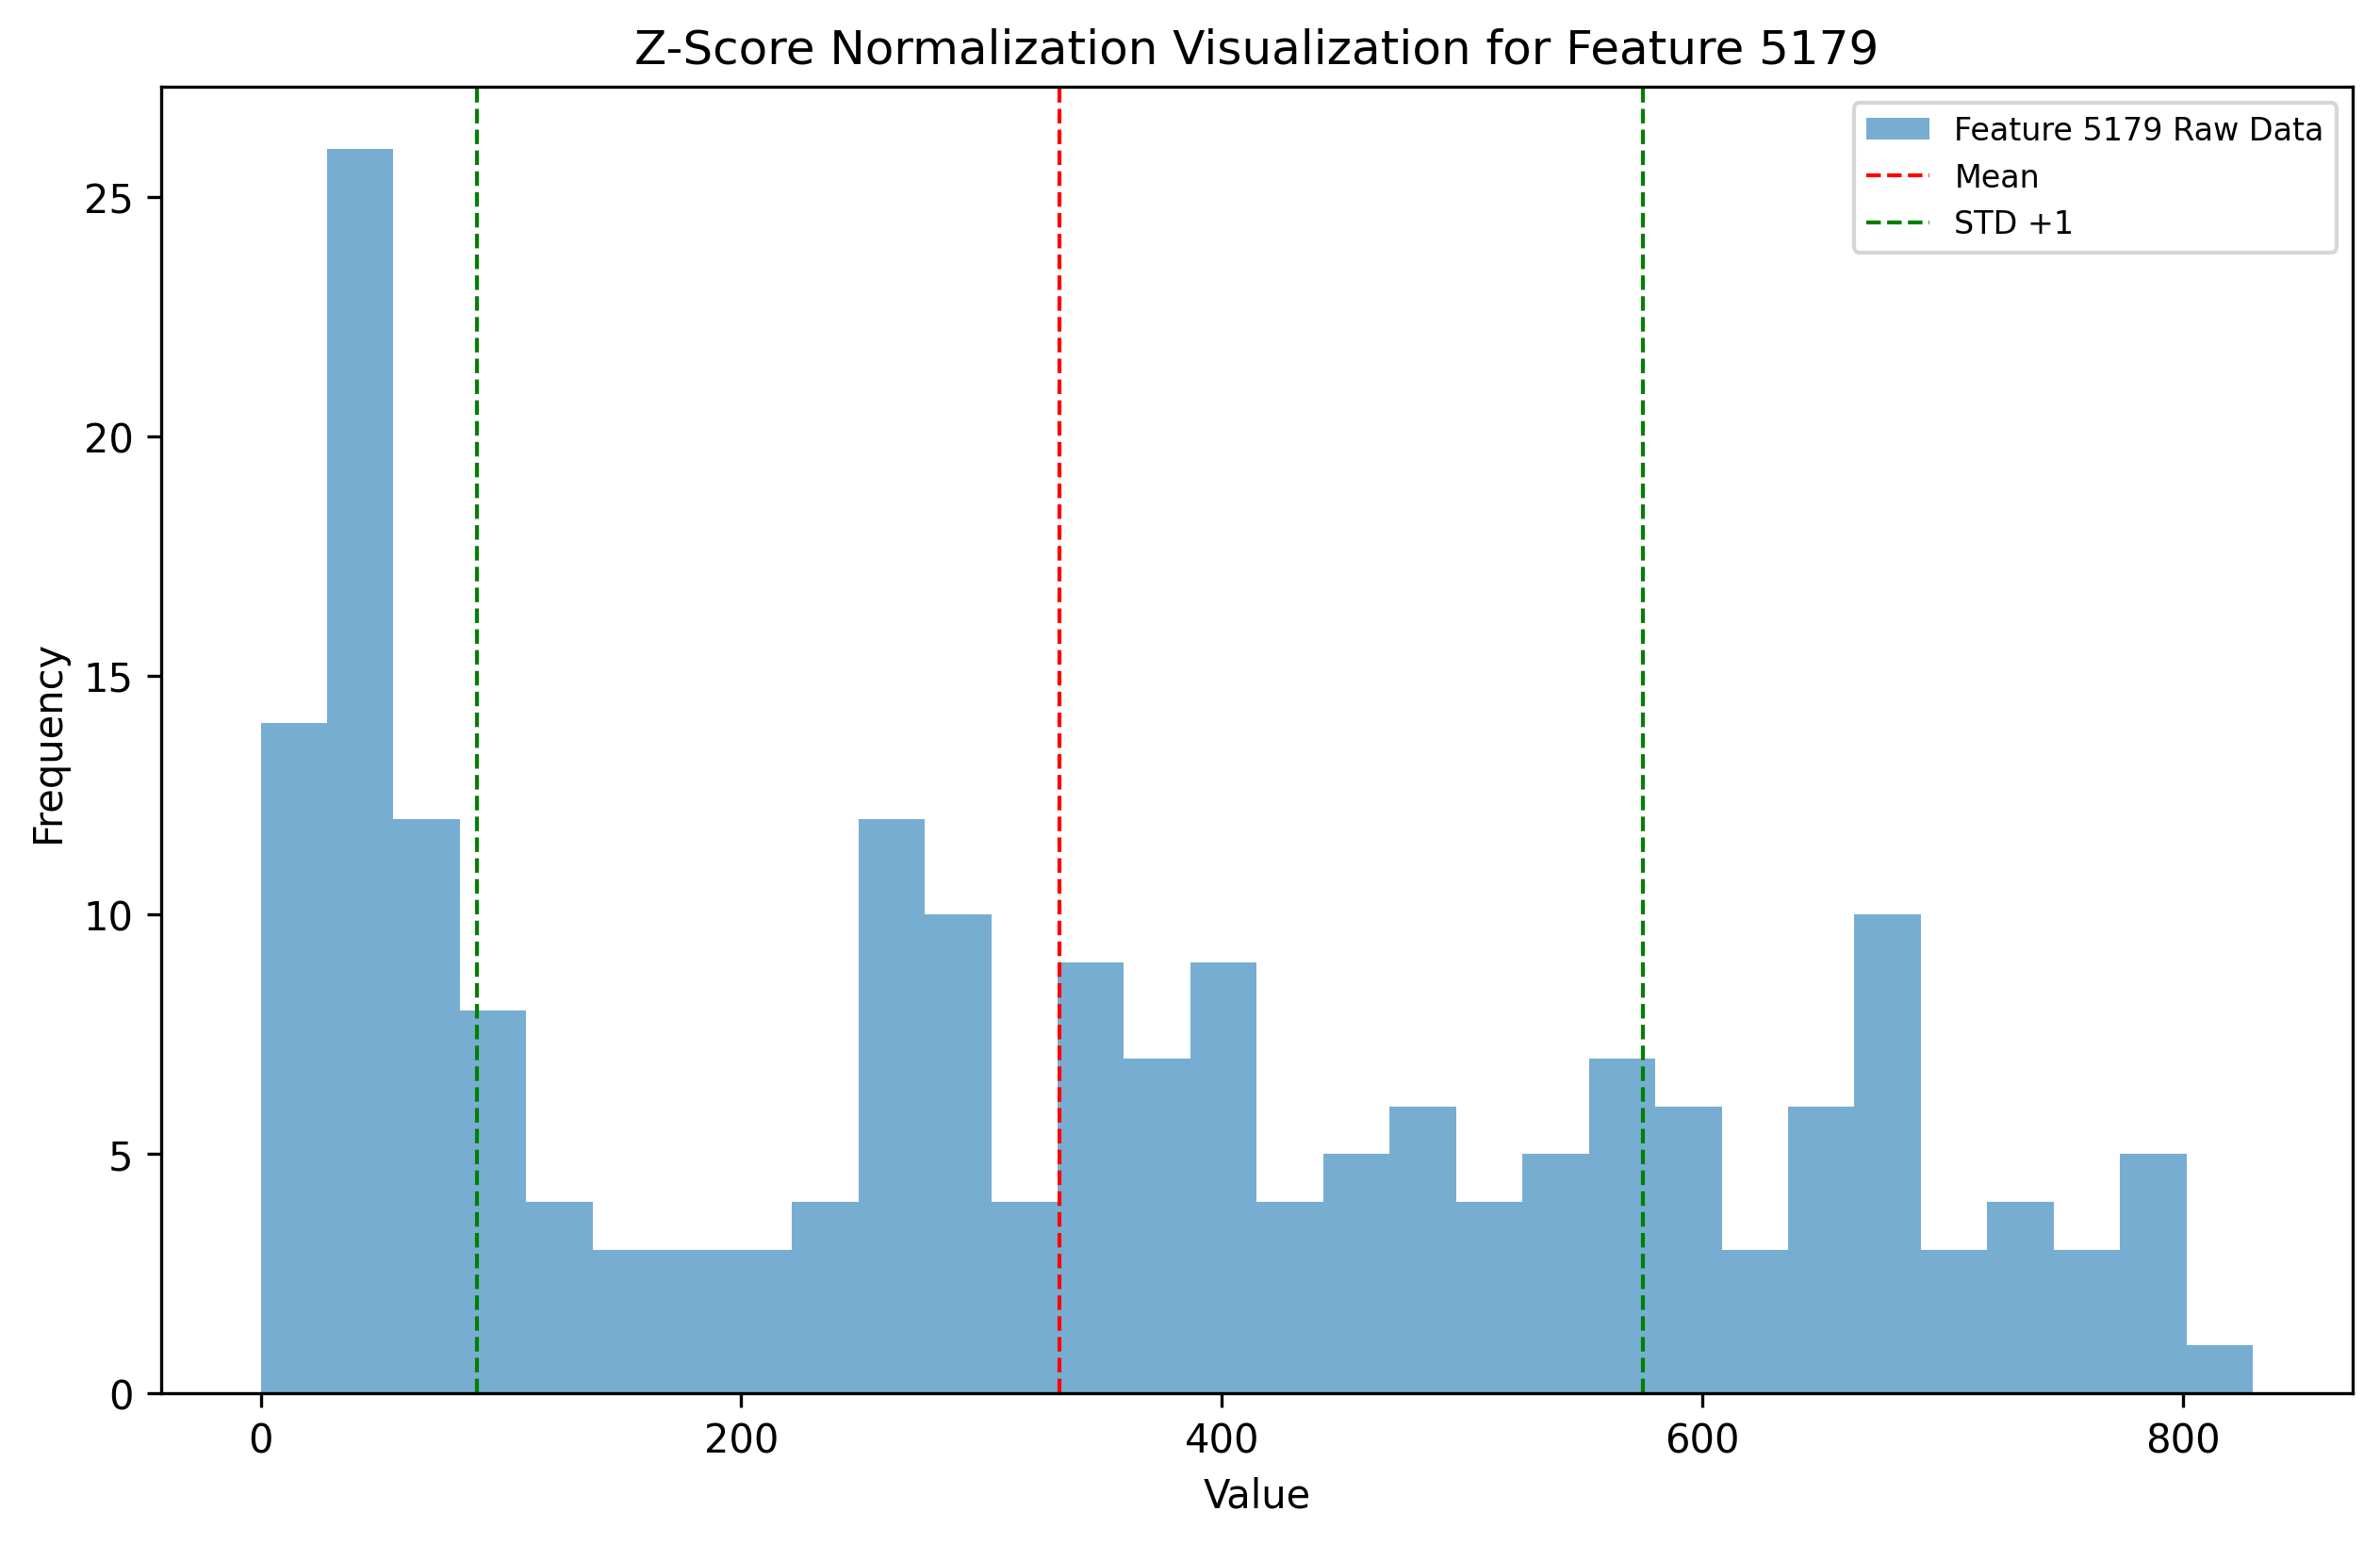 Z-Score Normalization Visualization for Feature 5179
Feature 5179 Raw Data
Mean
STD +1
25
20
15
10
5
0
Frequency
0 200 400 600 800
Value